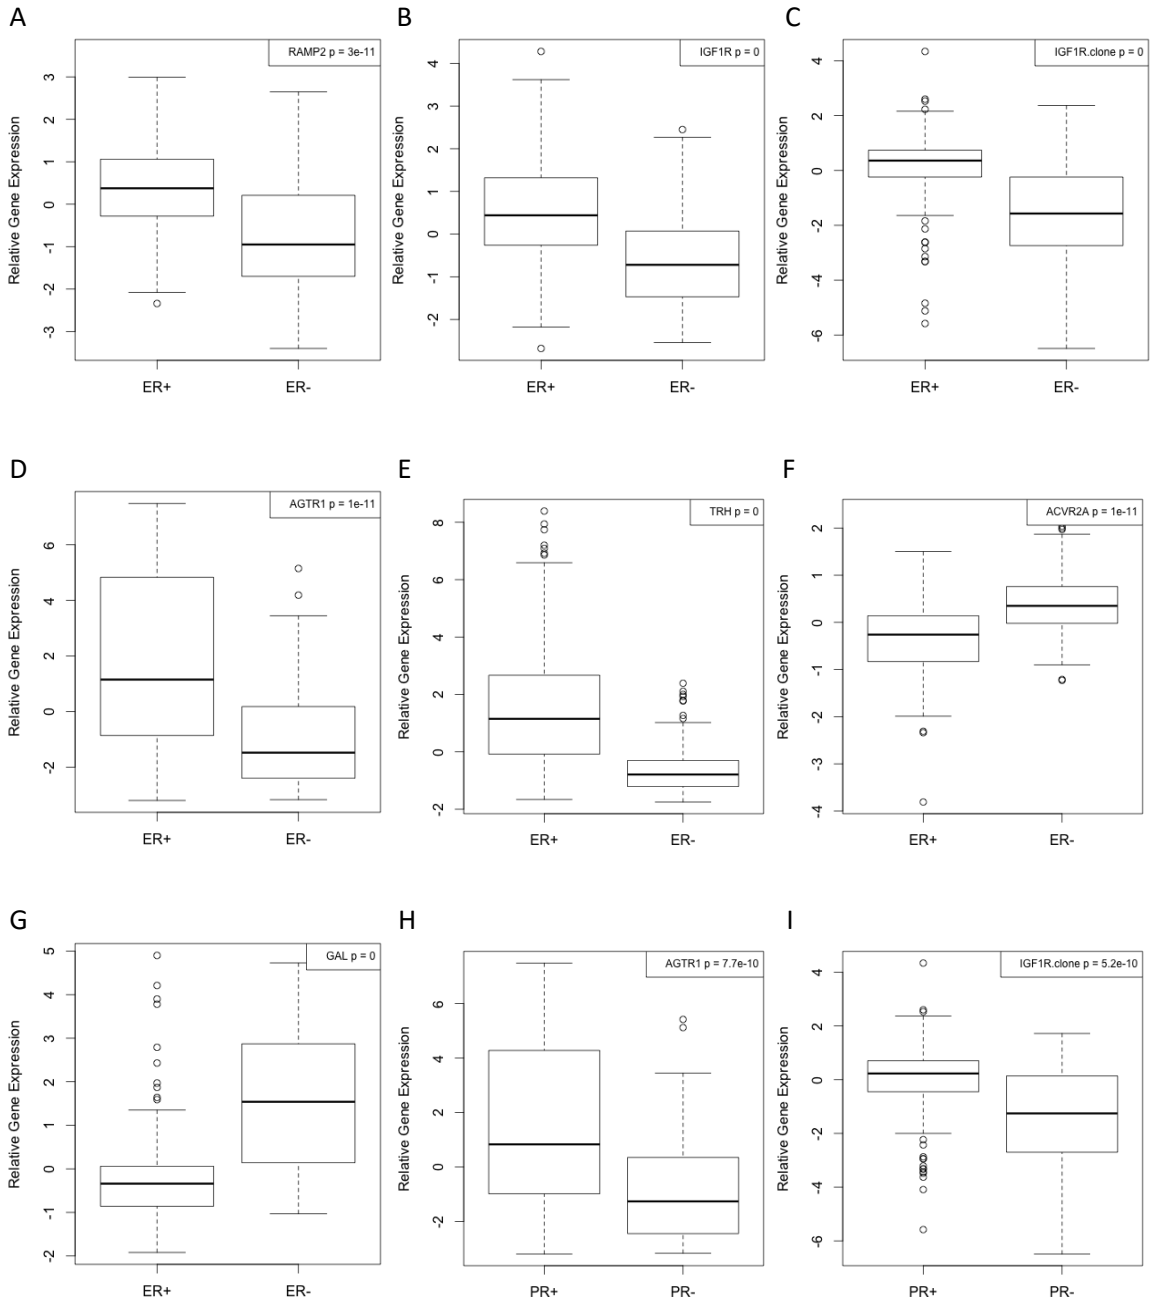 A
RAMP2 p = 3e-11
Relative Gene Expression
3
2
1
0
-1
-2
-3
ER+ ER-
B
IGF1R p = 0
Relative Gene Expression
4
3
2
1
0
-1
-2
ER+ ER-
C
IGF1R.clone p = 0
Relative Gene Expression
4
2
0
-2
-4
-6
ER+ ER-
D
AGTR1 p = 1e-11
Relative Gene Expression
6
4
2
0
-2
ER+ ER-
E
TRH p = 0
Relative Gene Expression
8
6
4
2
0
-2
ER+ ER-
F
ACVR2A p = 1e-11
Relative Gene Expression
2
1
0
-1
-2
-3
-4
ER+ ER-
G
GAL p = 0
Relative Gene Expression
5
4
3
2
1
0
-1
-2
ER+ ER-
H
AGTR1 p = 7.7e-10
Relative Gene Expression
6
4
2
0
-2
PR+ PR-
I
IGF1R.clone p = 5.2e-10
Relative Gene Expression
4
2
0
-2
-4
-6
PR+ PR-